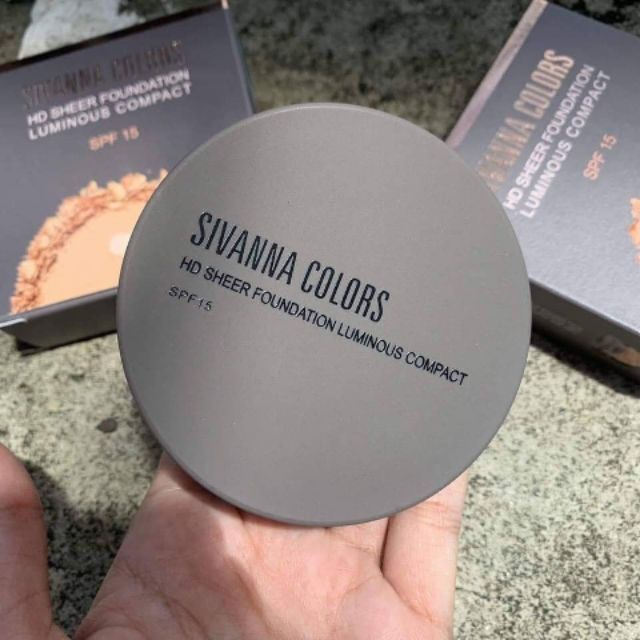 SIVANNA COLORS
HD SHEER FOUNDATION
LUMINOUS COMPACT
SPF 15
SIVANNA COLORS
HD SHEER FOUNDATION
LUMINOUS COMPACT
SPF 15
SIVANNA COLORS
HD SHEER FOUNDATION LUMINOUS COMPACT
SPF15